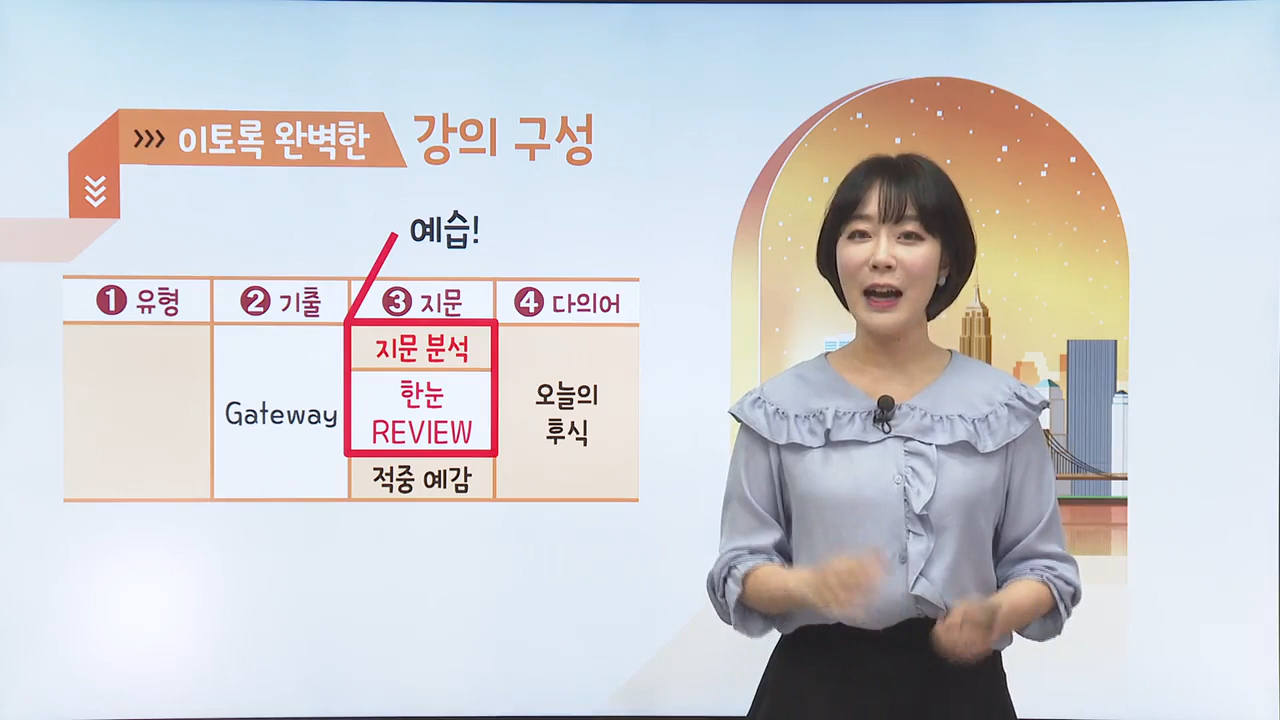 >>> 이토록 완벽한 강의 구성
예습!
❶ 유형 ❷ 기출 ❸ 지문 ❹ 다의어
지문 분석
Gateway
한눈
REVIEW
적중 예감
오늘의
후식